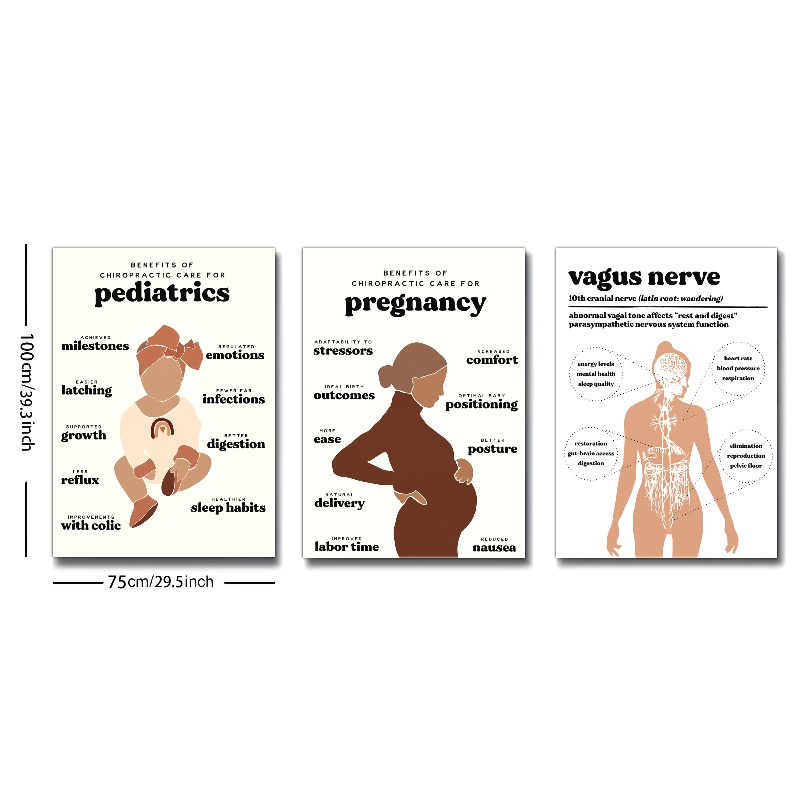 100cm/39.3inch
75cm/29.5inch
BENEFITS OF
CHIROPRACTIC CARE FOR
pediatrics
ACHIEVED
milestones
EASIER
latching
SUPPORTED
growth
LESS
reflux
IMPROVEMENTS
with colic
REGULATED
emotions
FEWER EAR
infections
BETTER
digestion
HEALTHIER
sleep habits
BENEFITS OF
CHIROPRACTIC CARE FOR
pregnancy
ADAPTABILITY TO
stressors
IDEAL BIRTH
outcomes
MORE
ease
NATURAL
delivery
IMPROVED
labor time
INCREASED
comfort
OPTIMAL BABY
positioning
BETTER
posture
REDUCED
nausea
vagus nerve
10th cranial nerve (latin root: wandering)
abnormal vagal tone affects "rest and digest"
parasympathetic nervous system function
energy levels
mental health
sleep quality
heart rate
blood pressure
respiration
restoration
gut-brain access
digestion
elimination
reproduction
pelvic floor